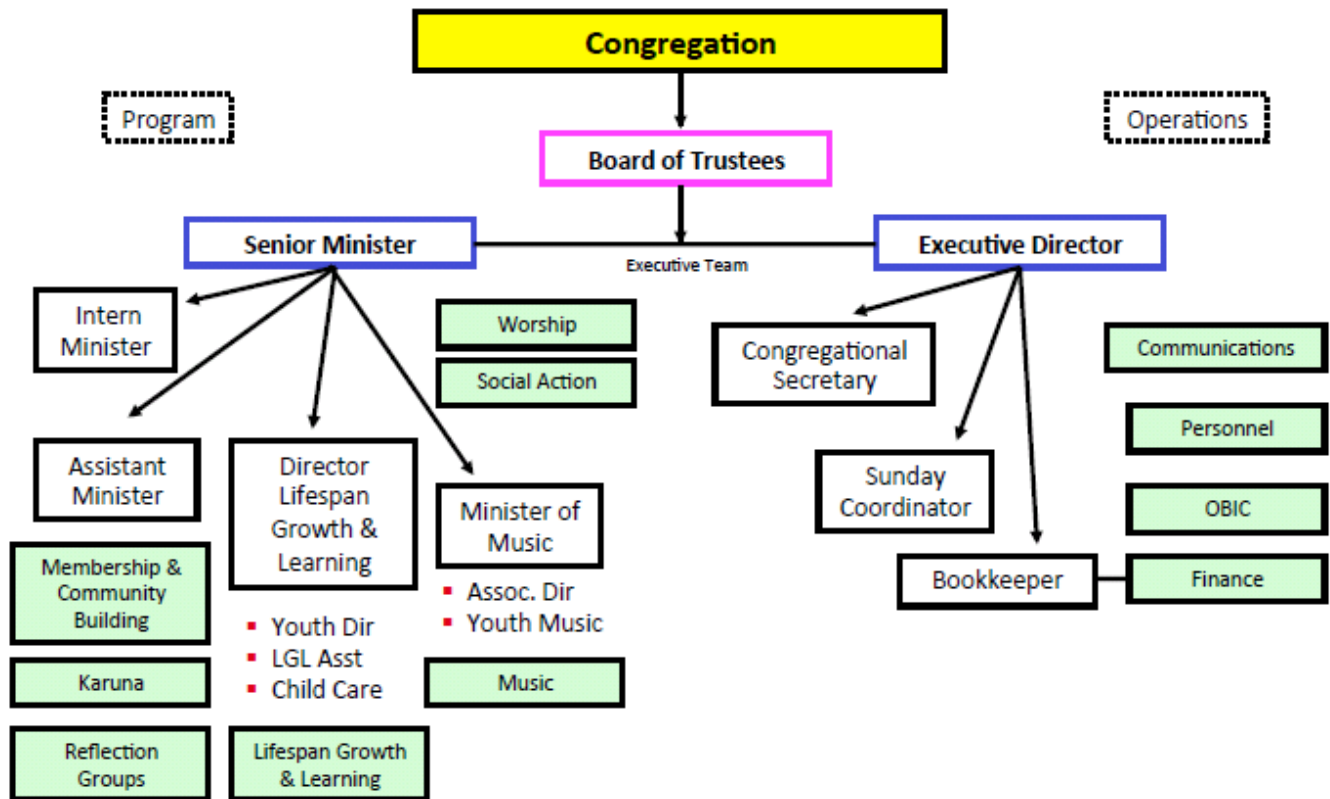 Congregation
Program
Operations
Board of Trustees
Senior Minister
Executive Director
Executive Team
Intern
Minister
Worship
Social Action
Congregational
Secretary
Communications
Personnel
Assistant
Minister
Director
Lifespan
Growth &
Learning
Minister of
Music
Sunday
Coordinator
OBIC
Bookkeeper
Finance
Membership &
Community
Building
▪ Assoc. Dir
▪ Youth Music
▪ Youth Dir
▪ LGL Asst
▪ Child Care
Karuna
Music
Reflection
Groups
Lifespan Growth
& Learning